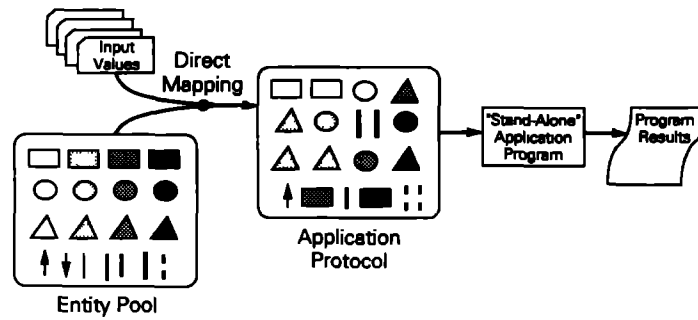 Input
Values
Direct
Mapping
"Stand-Alone"
Application
Program
Program
Results
Application
Protocol
Entity Pool